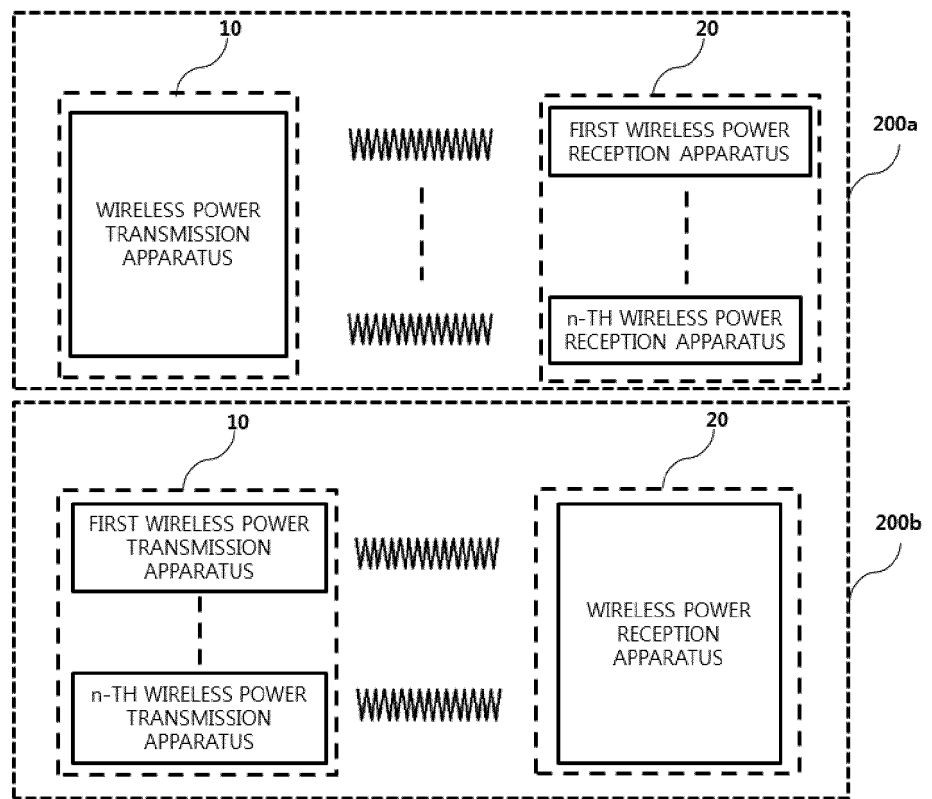 10
20
200a
FIRST WIRELESS POWER
RECEPTION APPARATUS
WIRELESS POWER
TRANSMISSION
APPARATUS
n-TH WIRELESS POWER
RECEPTION APPARATUS
10
20
200b
FIRST WIRELESS POWER
TRANSMISSION
APPARATUS
WIRELESS POWER
RECEPTION
APPARATUS
n-TH WIRELESS POWER
TRANSMISSION
APPARATUS